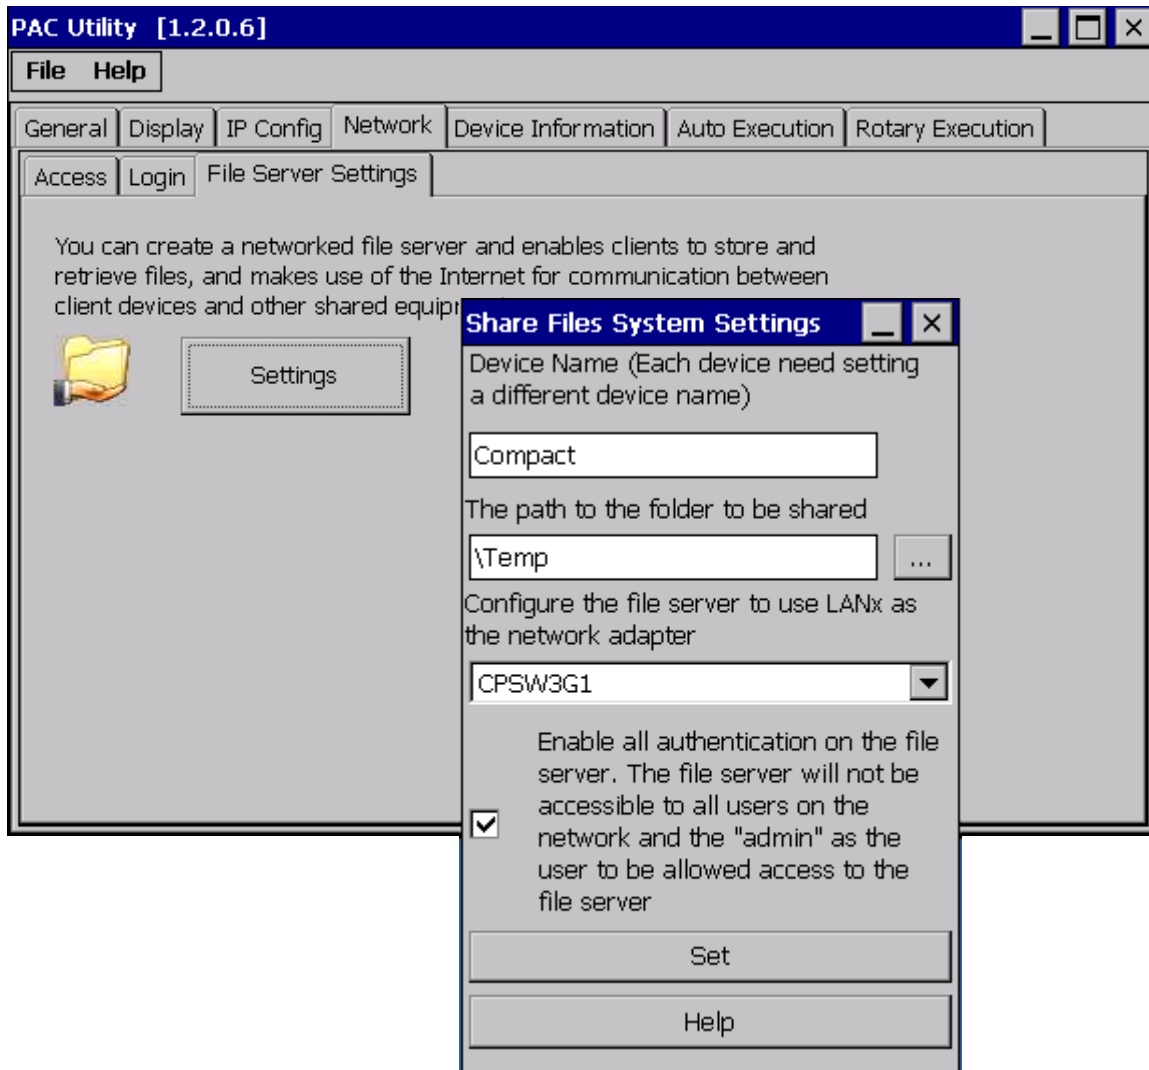 PAC Utility [1.2.0.6]
File Help
General Display IP Config Network Device Information Auto Execution Rotary Execution
Access Login File Server Settings
You can create a networked file server and enables clients to store and
retrieve files, and makes use of the Internet for communication between
client devices and other shared
Settings
Share Files System Settings
Device Name (Each device need setting
a different device name)
Compact
The path to the folder to be shared
\Temp
...
Configure the file server to use LANx as
the network adapter
CPSW3G1
Enable all authentication on the file
server. The file server will not be
accessible to all users on the
network and the "admin" as the
user to be allowed access to the
file server
Set
Help